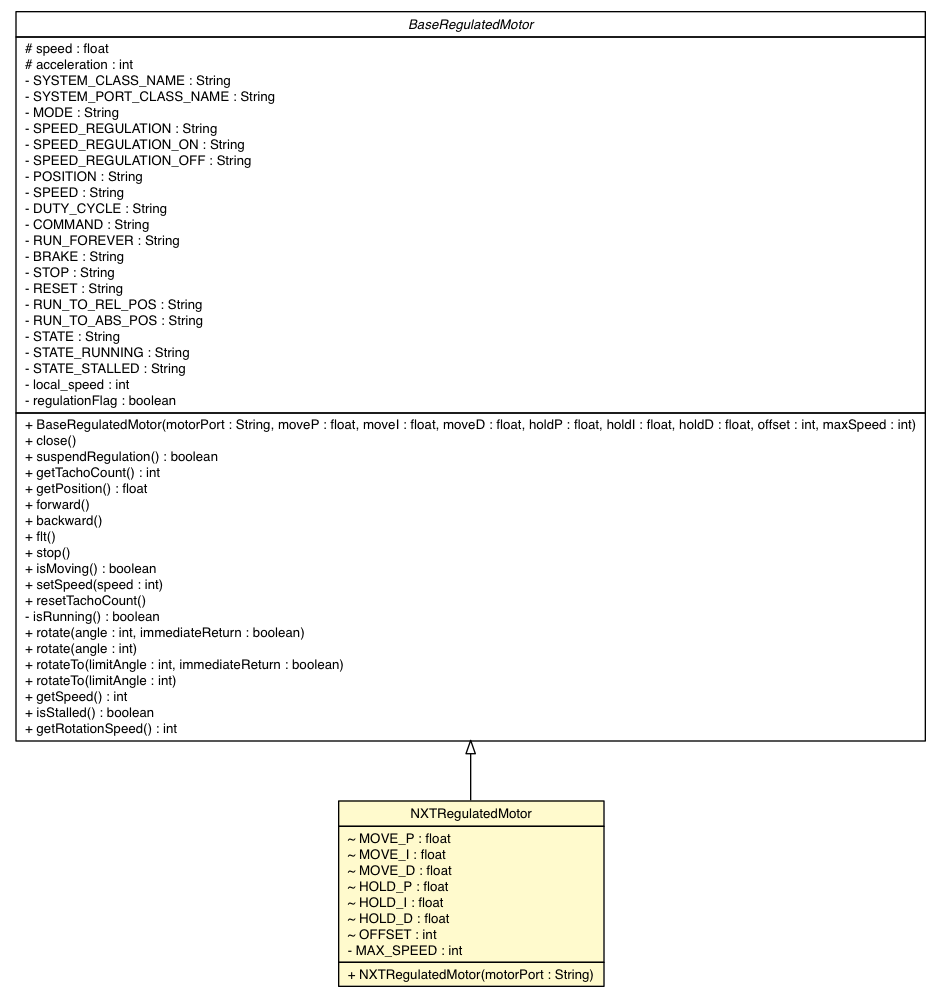 BaseRegulatedMotor
# speed : float
# acceleration : int
- SYSTEM_CLASS_NAME : String
- SYSTEM_PORT_CLASS_NAME : String
- MODE : String
- SPEED_REGULATION : String
- SPEED_REGULATION_ON : String
- SPEED_REGULATION_OFF : String
- POSITION : String
- SPEED : String
- DUTY_CYCLE : String
- COMMAND : String
- RUN_FOREVER : String
- BRAKE : String
- STOP : String
- RESET : String
- RUN_TO_REL_POS : String
- RUN_TO_ABS_POS : String
- STATE : String
- STATE_RUNNING : String
- STATE_STALLED : String
- local_speed : int
- regulationFlag : boolean
+ BaseRegulatedMotor(motorPort : String, moveP : float, moveI : float, moveD : float, holdP : float, holdI : float, holdD : float, offset : int, maxSpeed : int)
+ close()
+ suspendRegulation() : boolean
+ getTachoCount() : int
+ getPosition() : float
+ forward()
+ backward()
+ flt()
+ stop()
+ isMoving() : boolean
+ setSpeed(speed : int)
+ resetTachoCount()
- isRunning() : boolean
+ rotate(angle : int, immediateReturn : boolean)
+ rotate(angle : int)
+ rotateTo(limitAngle : int, immediateReturn : boolean)
+ rotateTo(limitAngle : int)
+ getSpeed() : int
+ isStalled() : boolean
+ getRotationSpeed() : int
NXTRegulatedMotor
~ MOVE_P : float
~ MOVE_I : float
~ MOVE_D : float
~ HOLD_P : float
~ HOLD_I : float
~ HOLD_D : float
~ OFFSET : int
- MAX_SPEED : int
+ NXTRegulatedMotor(motorPort : String)